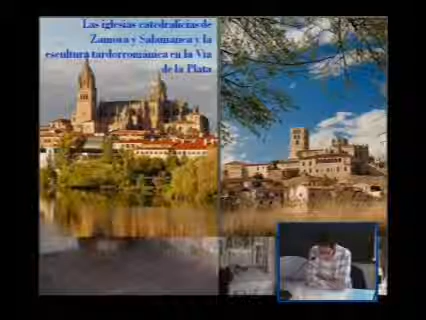 Las iglesias catedralicias de
Zamora y Salamanca y la
escultura tardorrománica en la Vía
de la Plata